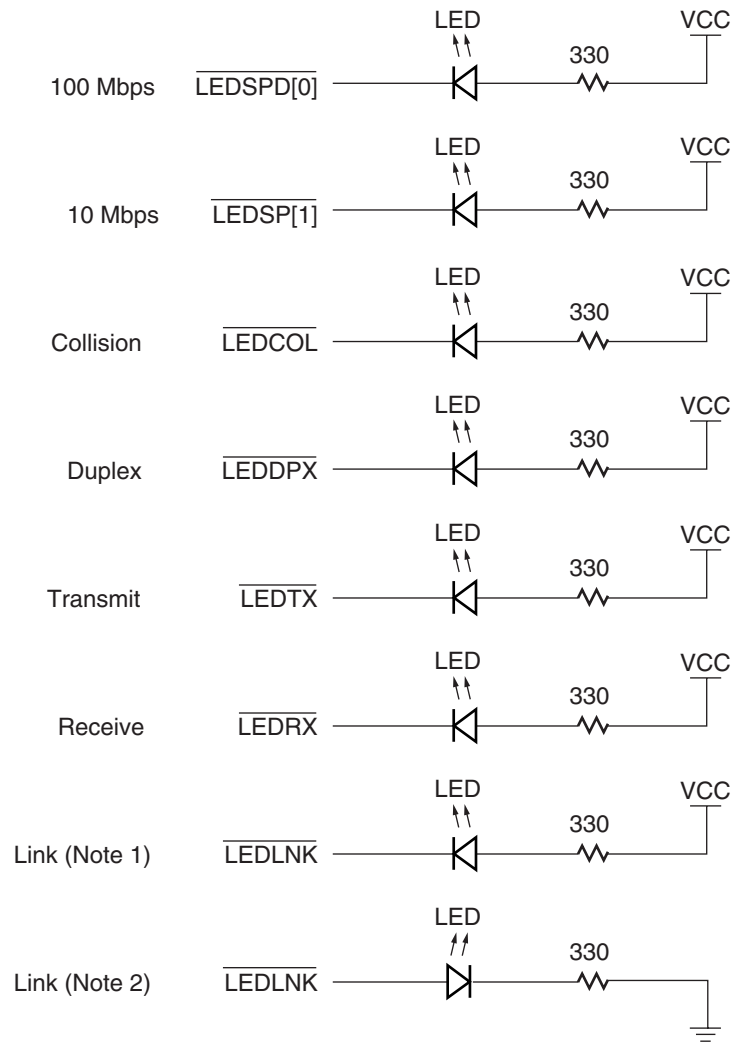 LED VCC
330
100 Mbps LEDSPD[0]
LED VCC
330
10 Mbps LEDSP[1]
LED VCC
330
Collision LEDCOL
LED VCC
330
Duplex LEDDPX
LED VCC
330
Transmit LEDTX
LED VCC
330
Receive LEDRX
LED VCC
330
Link (Note 1) LEDLNK
LED
330
Link (Note 2) LEDLNK